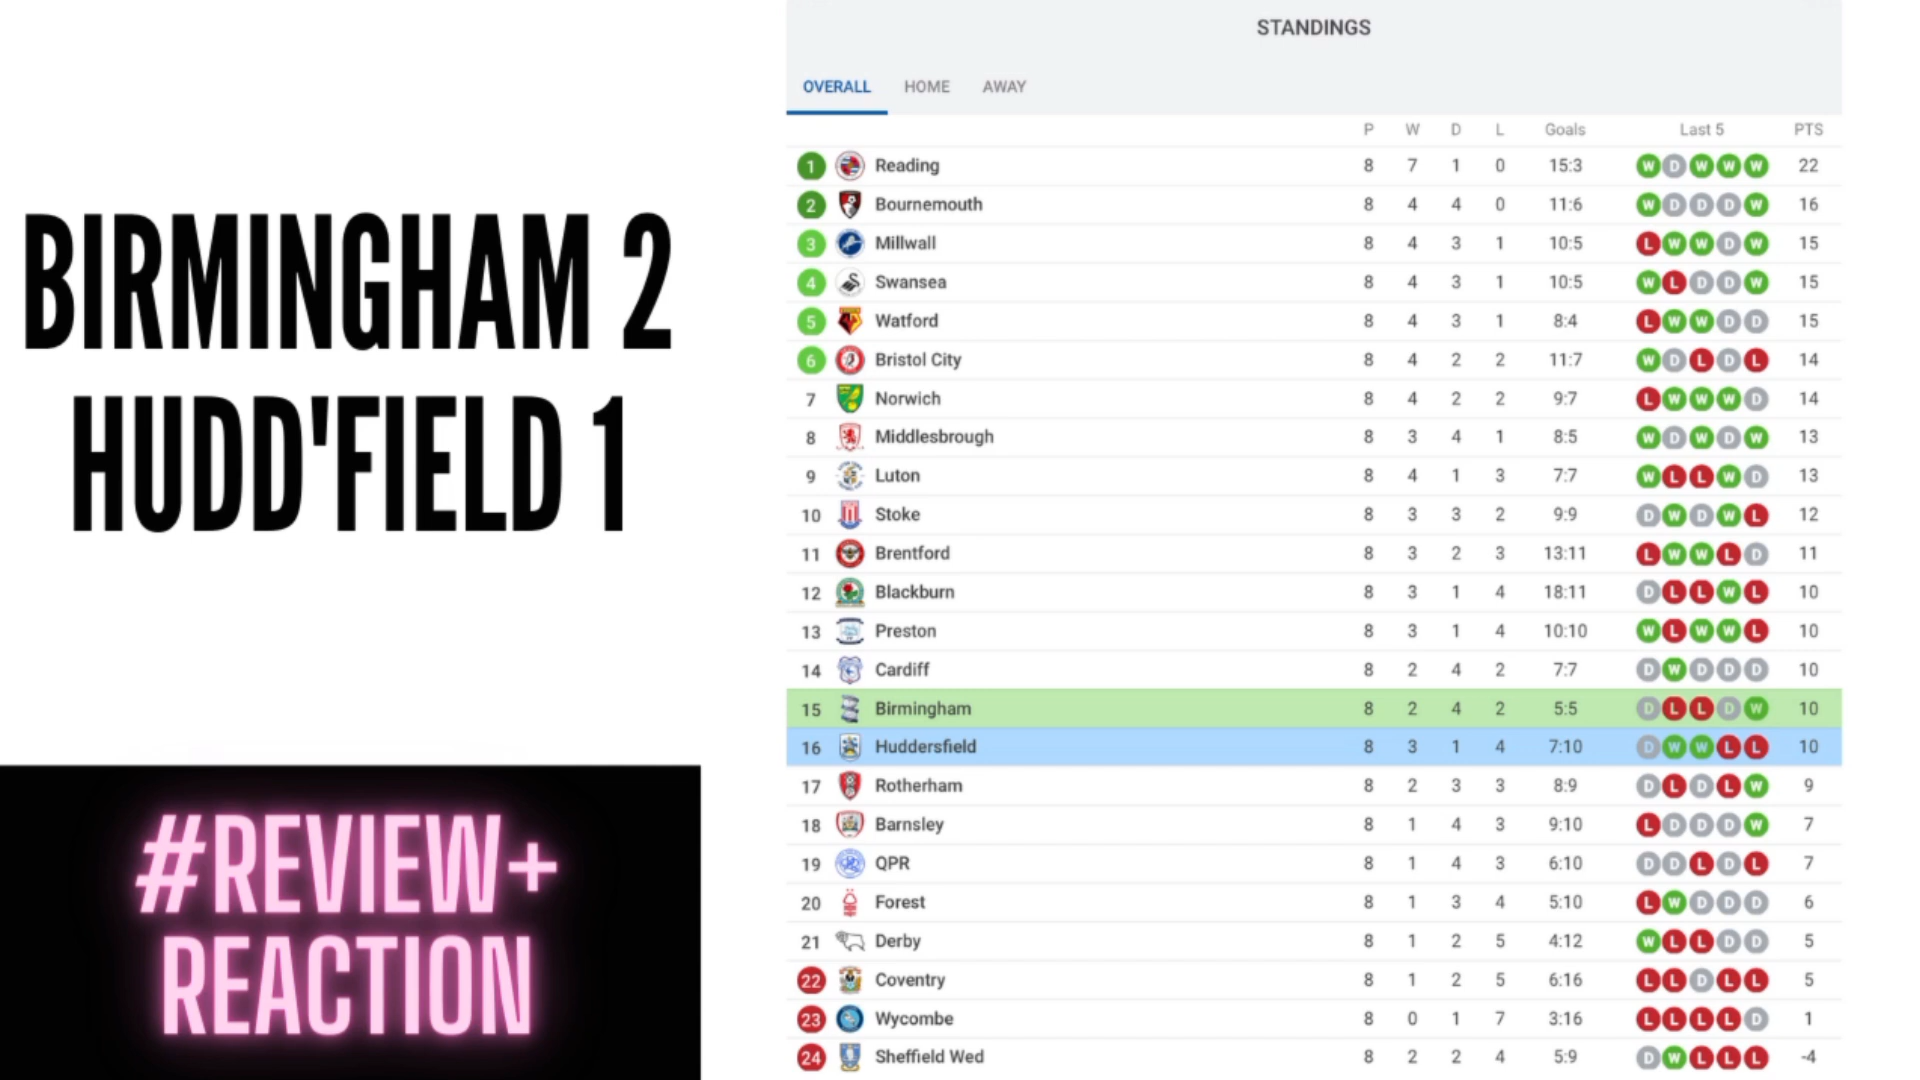 BIRMINGHAM 2
HUDD'FIELD 1
#REVIEW+
REACTION
STANDINGS
OVERALL HOME AWAY
P W D L Goals Last 5 PTS
1 Reading 8 7 1 0 15:3 W D W W W 22
2 Bournemouth 8 4 4 0 11:6 W D D D W 16
3 Millwall 8 4 3 1 10:5 L W W D W 15
4 Swansea 8 4 3 1 10:5 W L D D W 15
5 Watford 8 4 3 1 8:4 L W W D D 15
6 Bristol City 8 4 2 2 11:7 W D L D L 14
7 Norwich 8 4 2 2 9:7 L W W W D 14
8 Middlesbrough 8 3 4 1 8:5 W D W D W 13
9 Luton 8 4 1 3 7:7 W L L W D 13
10 Stoke 8 3 3 2 9:9 D W D W L 12
11 Brentford 8 3 2 3 13:11 L W W L D 11
12 Blackburn 8 3 1 4 18:11 D L L W L 10
13 Preston 8 3 1 4 10:10 W L W W L 10
14 Cardiff 8 2 4 2 7:7 D W D D D 10
15 Birmingham 8 2 4 2 5:5 D L L D W 10
16 Huddersfield 8 3 1 4 7:10 D W W L L 10
17 Rotherham 8 2 3 3 8:9 D L D L W 9
18 Barnsley 8 1 4 3 9:10 L D D D W 7
19 QPR 8 1 4 3 6:10 D D L D L 7
20 Forest 8 1 3 4 5:10 L W D D D 6
21 Derby 8 1 2 5 4:12 W L L D D 5
22 Coventry 8 1 2 5 6:16 L L D L L 5
23 Wycombe 8 0 1 7 3:16 L L L L D 1
24 Sheffield Wed 8 2 2 4 5:9 D W L L L -4